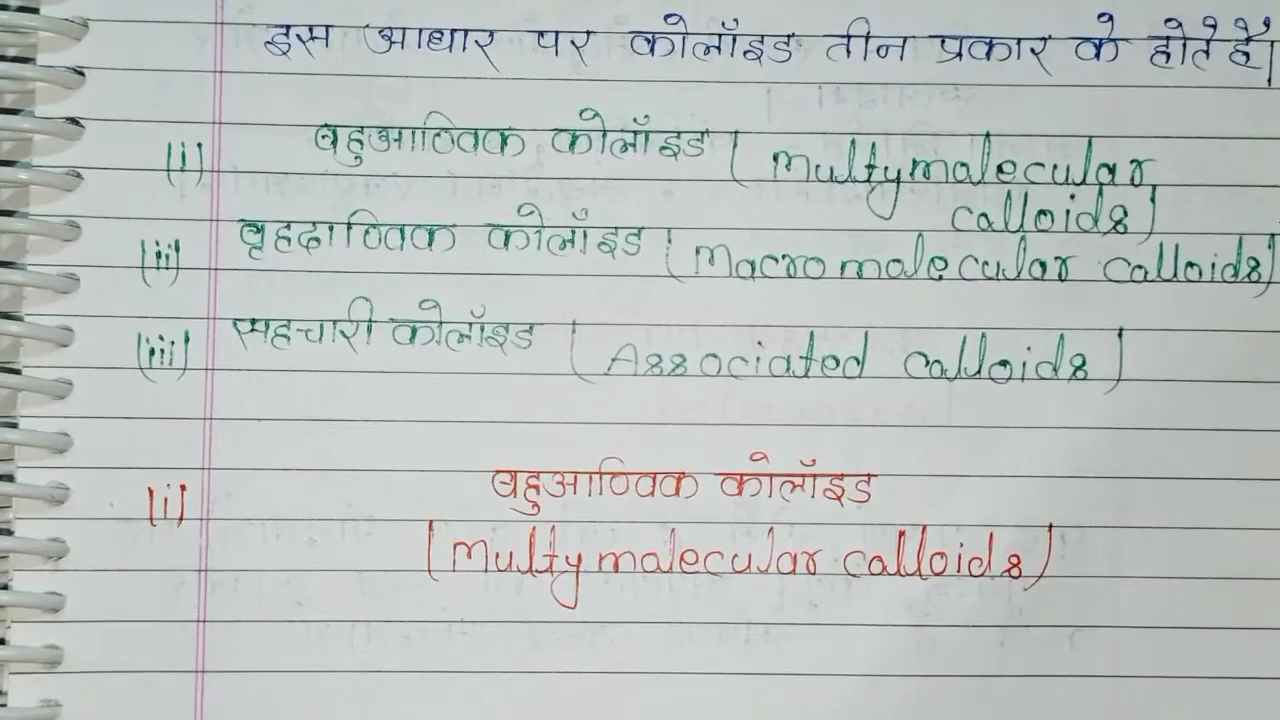 इस आधार पर कोलॉइड तीन प्रकार के होते हैं।
(i) बहुआण्विक कोलॉइड (Multymalecular
calloids)
(ii) बृहदाण्विक कोलॉइड (Macromalecular calloids)
(iii) सहचारी कोलॉइड (Associated calloids)
(i) बहुआण्विक कोलॉइड
(Multymalecular calloids)